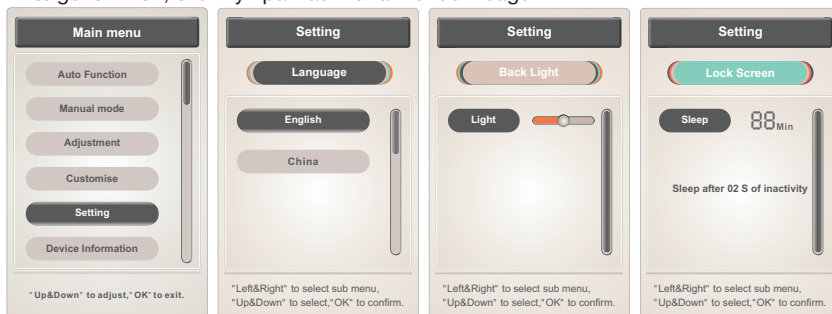 Main menu
Auto Function
Manual mode
Adjustment
Customise
Setting
Device Information
"Up&Down" to adjust,"OK"to exit.
Setting
Language
English
China
"Left&Right" to select sub menu,
"Up&Down" to select,"OK" to confirm.
Setting
Back Light
Light
"Left&Right" to select sub menu,
"Up&Down" to select,"OK" to confirm.
Setting
Lock Screen
Sleep
88Min
Sleep after 02 S of inactivity
"Left&Right" to select sub menu,
"Up&Down" to select,"OK" to confirm.